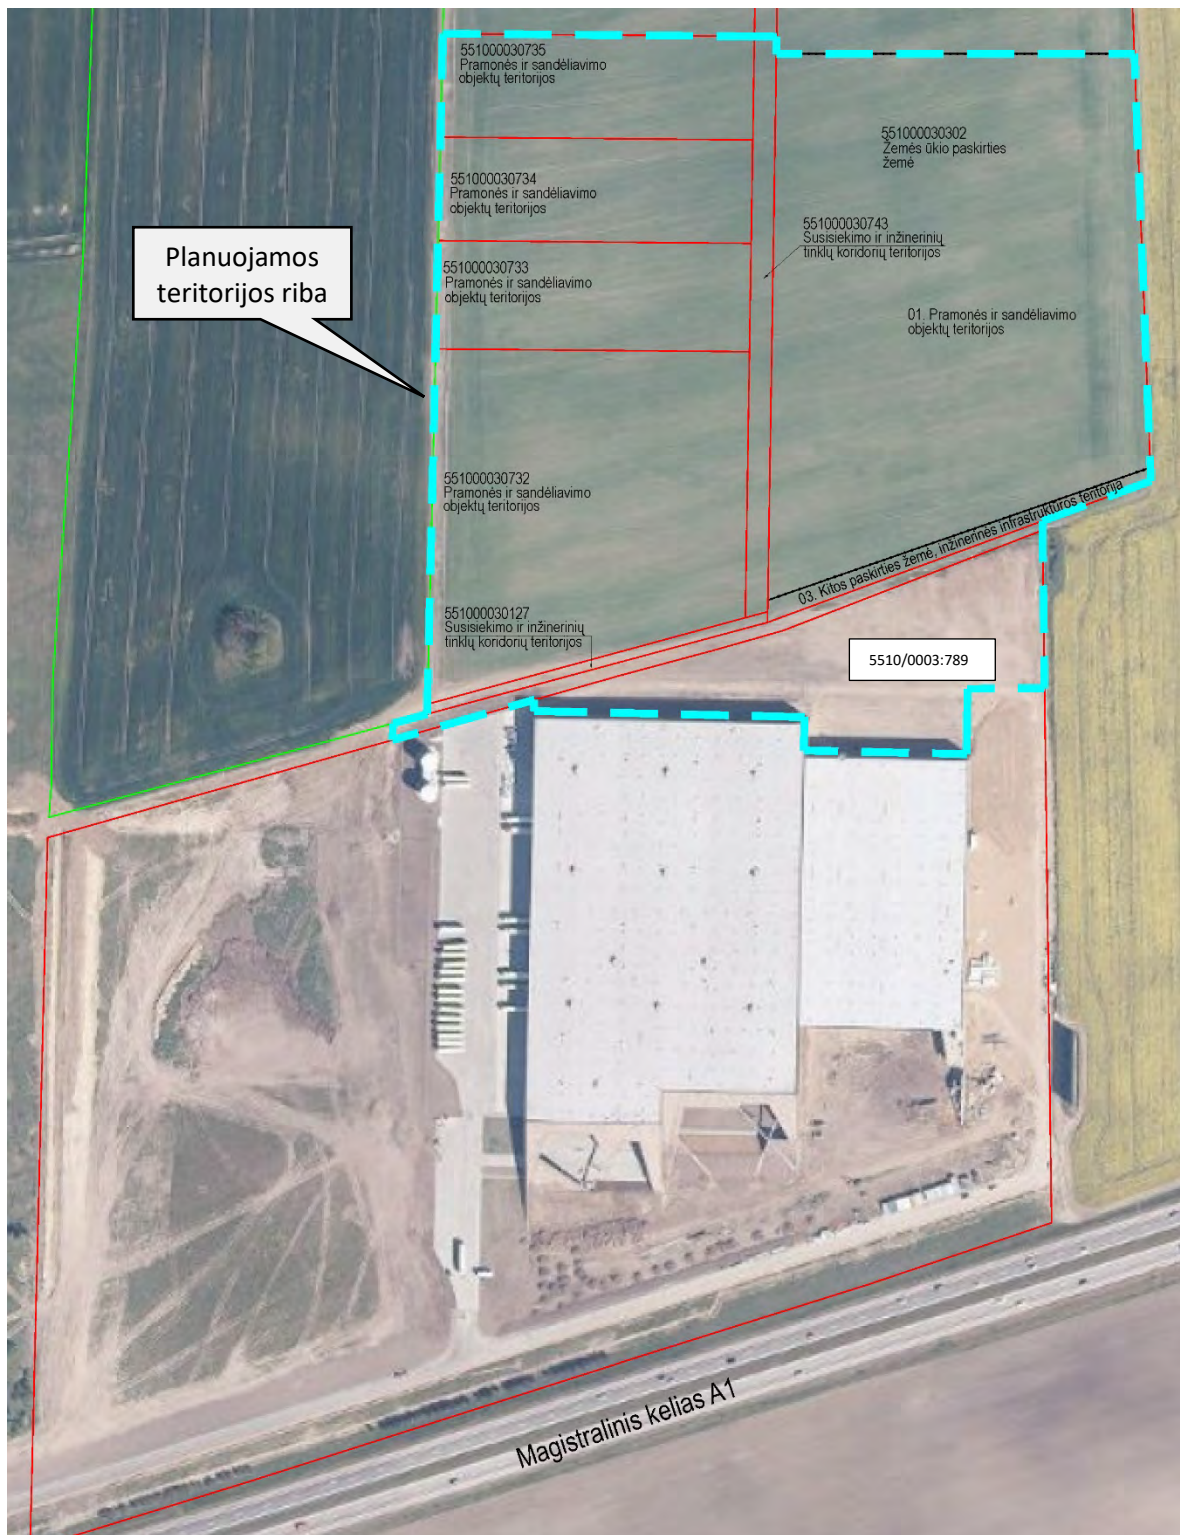 551000030735
Pramonės ir sandėliavimo
objektų teritorijos
551000030302
Žemės ūkio paskirties
žemė
551000030734
Pramonės ir sandėliavimo
objektų teritorijos
551000030743
Susisiekimo ir inžinerinių
tinklų koridorių teritorijos
Planuojamos
teritorijos riba
551000030733
Pramonės ir sandėliavimo
objektų teritorijos
01. Pramonės ir sandėliavimo
objektų teritorijos
551000030732
Pramonės ir sandėliavimo
objektų teritorijos
03. Kitos paskirties žemė, inžinerinės infrastruktūros teritorija
551000030127
Susisiekimo ir inžinerinių
tinklų koridorių teritorijos
5510/0003:789
Magistralinis kelias A1